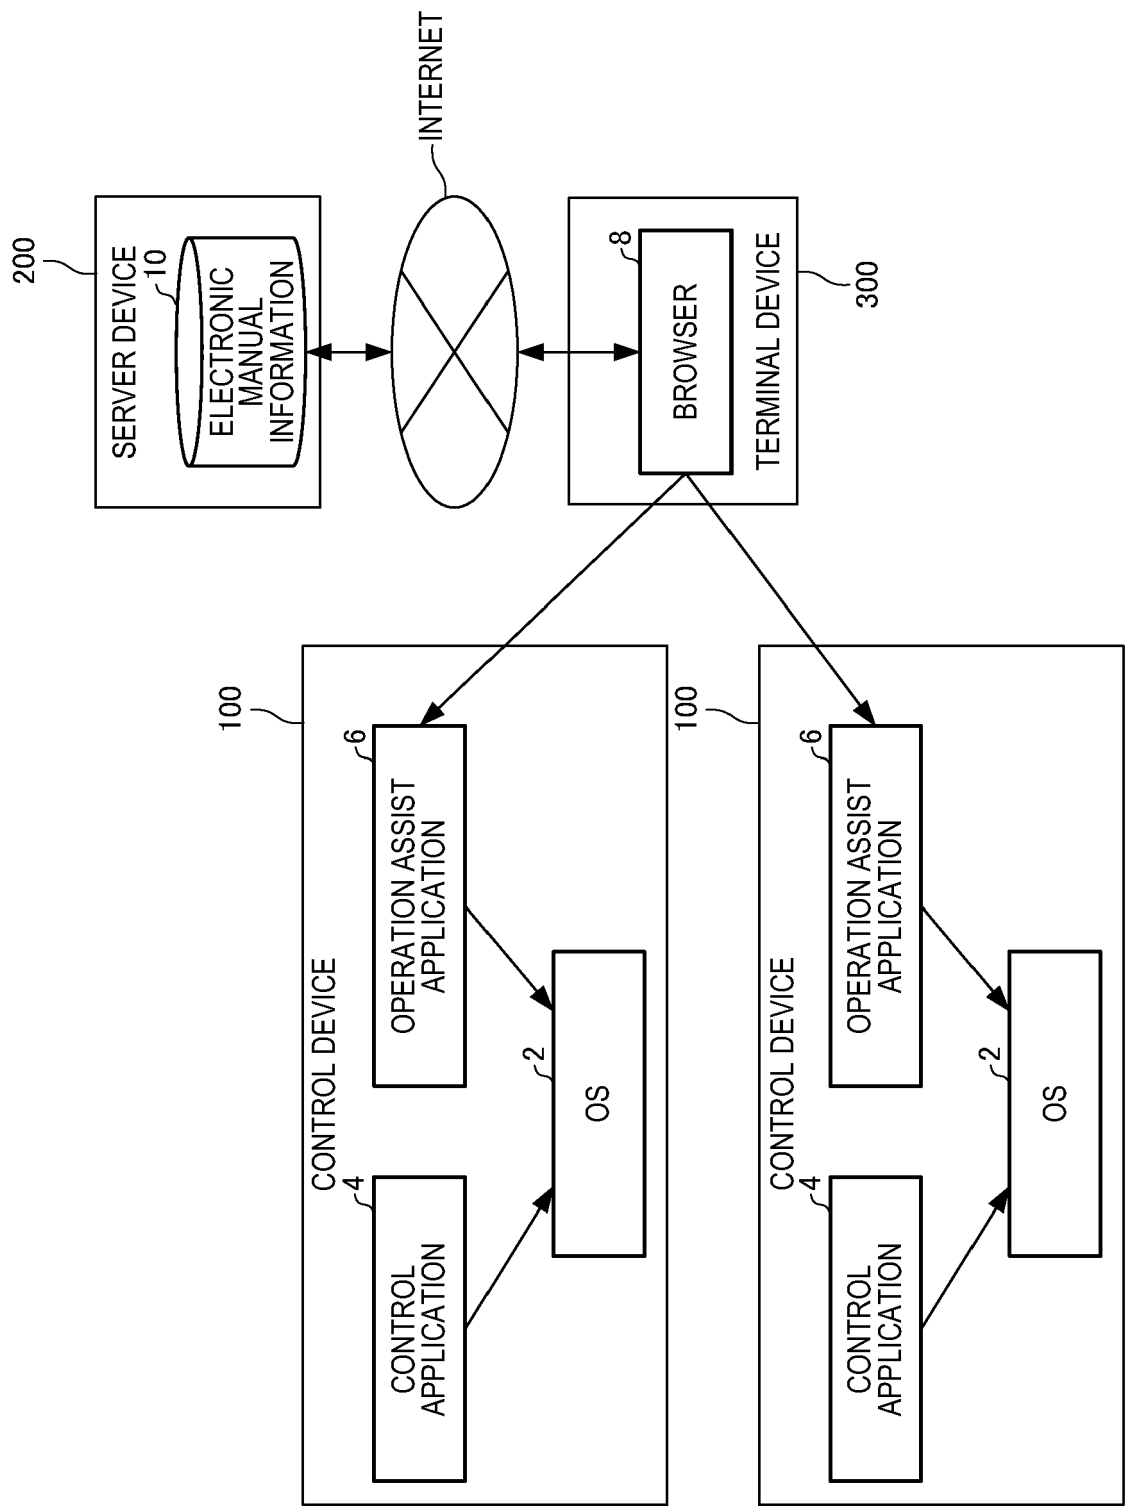 100
CONTROL DEVICE
4
CONTROL
APPLICATION
6
OPERATION ASSIST
APPLICATION
2
OS
100
CONTROL DEVICE
4
CONTROL
APPLICATION
6
OPERATION ASSIST
APPLICATION
2
OS
200
SERVER DEVICE
10
ELECTRONIC
MANUAL
INFORMATION
INTERNET
8
BROWSER
TERMINAL DEVICE
300